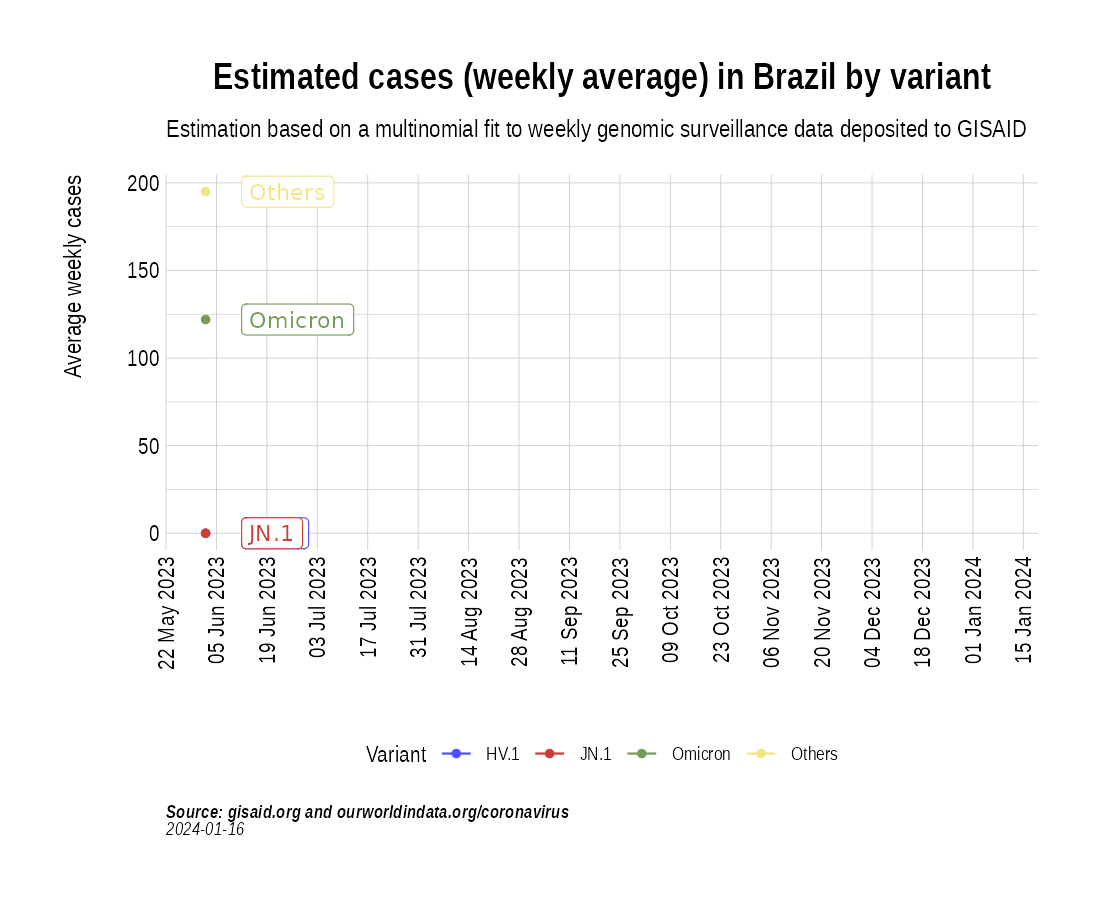 Estimated cases (weekly average) in Brazil by variant
Estimation based on a multinomial fit to weekly genomic surveillance data deposited to GISAID
Average weekly cases
200
150
100
50
0
Others
Omicron
JN.1
22 May 2023
05 Jun 2023
19 Jun 2023
03 Jul 2023
17 Jul 2023
31 Jul 2023
14 Aug 2023
28 Aug 2023
11 Sep 2023
25 Sep 2023
09 Oct 2023
23 Oct 2023
06 Nov 2023
20 Nov 2023
04 Dec 2023
18 Dec 2023
01 Jan 2024
15 Jan 2024
Variant HV.1 JN.1 Omicron Others
Source: gisaid.org and ourworldindata.org/coronavirus
2024-01-16